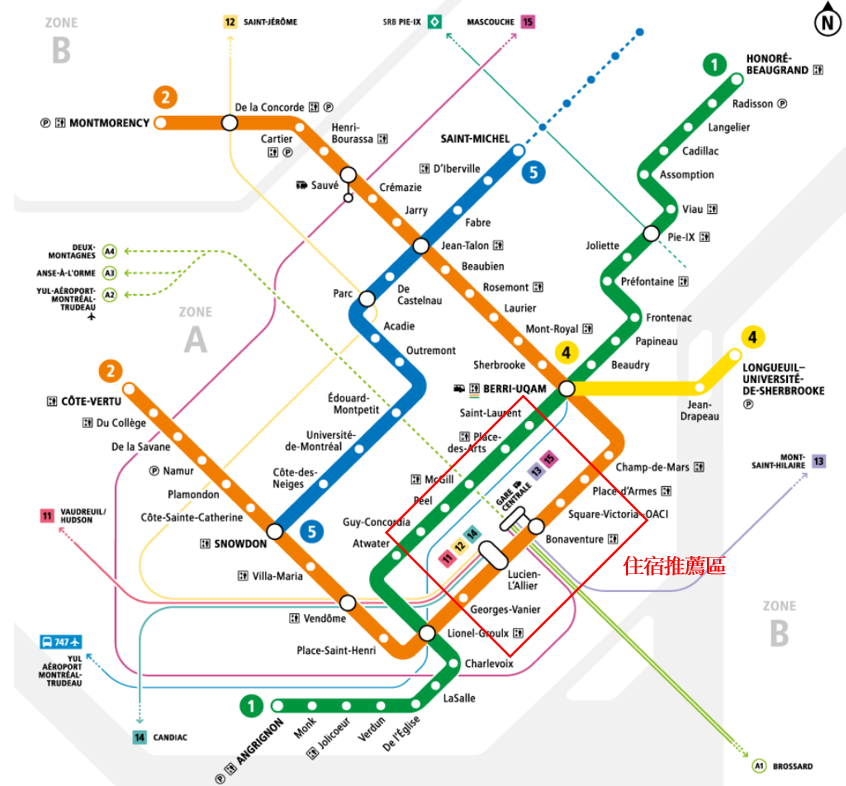 ZONE
B
12 SAINT-JÉRÔME
SRB PIE-IX
MASCOUCHE 15
N
1
HONORÉ-
BEAUGRAND
2
De la Concorde P
P MONTMORENCY
Cartier
P
Henri-
Bourassa
SAINT-MICHEL
5
Radisson P
Langelier
Cadillac
Assomption
Viau
Pie-IX
Sauvé
Crémazie
Jarry
D'Iberville
Fabre
Jean-Talon
Joliette
Beaubien
Préfontaine
DEUX-
MONTAGNES A4
ANSE-À-L'ORME A3
YUL-AÉROPORT-
MONTRÉAL-
TRUDEAU
A2
Parc
De
Castelnau
Rosemont
Laurier
Frontenac
ZONE
A
Acadie
Mont-Royal
Papineau
Outremont
Sherbrooke
4
Beaudry
4
LONGUEUIL–
UNIVERSITÉ-
DE-SHERBROOKE
P
2
CÔTE-VERTU
BERRI-UQAM
Jean-
Drapeau
Du Collège
De la Savane
P Namur
Plamondon
Côte-Sainte-Catherine
Édouard-
Montpetit
Université-
de-Montréal
Côte-des-
Neiges
Saint-Laurent
Place-
des-Arts
McGill
Peel
Guy-Concordia
Atwater
GARE
CENTRALE
13
15
Champ-de-Mars
Place-d'Armes
Square-Victoria–OACI
Bonaventure
MONT-
SAINT-HILAIRE 13
11 VAUDREUIL/
HUDSON
SNOWDON
5
11
12
14
住宿推薦區
Villa-Maria
Lucien-
L'Allier
Georges-Vanier
Vendôme
Lionel-Groulx
ZONE
B
Place-Saint-Henri
747
YUL
AÉROPORT
MONTRÉAL-
TRUDEAU
Charlevoix
LaSalle
1
P ANGRIGNON
Monk
Jolicoeur
Verdun
De l'Église
14 CANDIAC
A1 BROSSARD